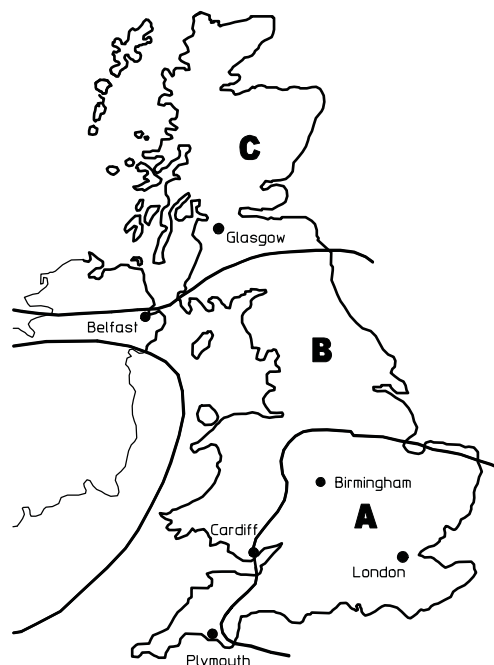 C
Glasgow
Belfast
B
Birmingham
A
Cardiff
London
Plymouth